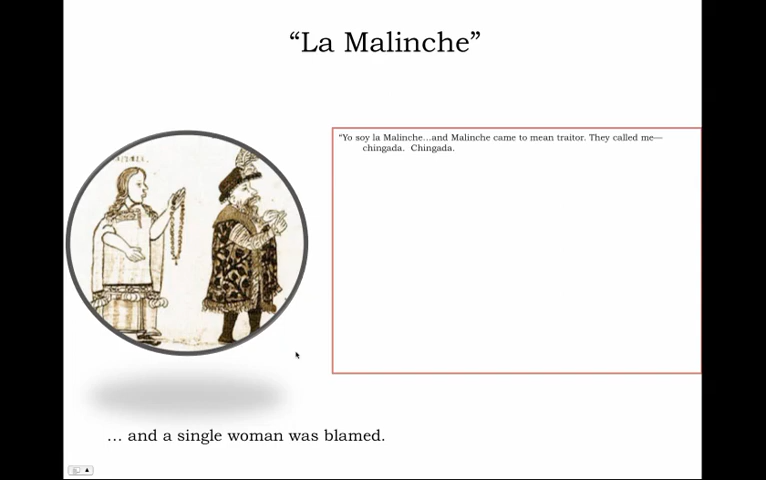 “La Malinche”
“Yo soy la Malinche…and Malinche came to mean traitor. They called me—
chingada.  Chingada.
… and a single woman was blamed.